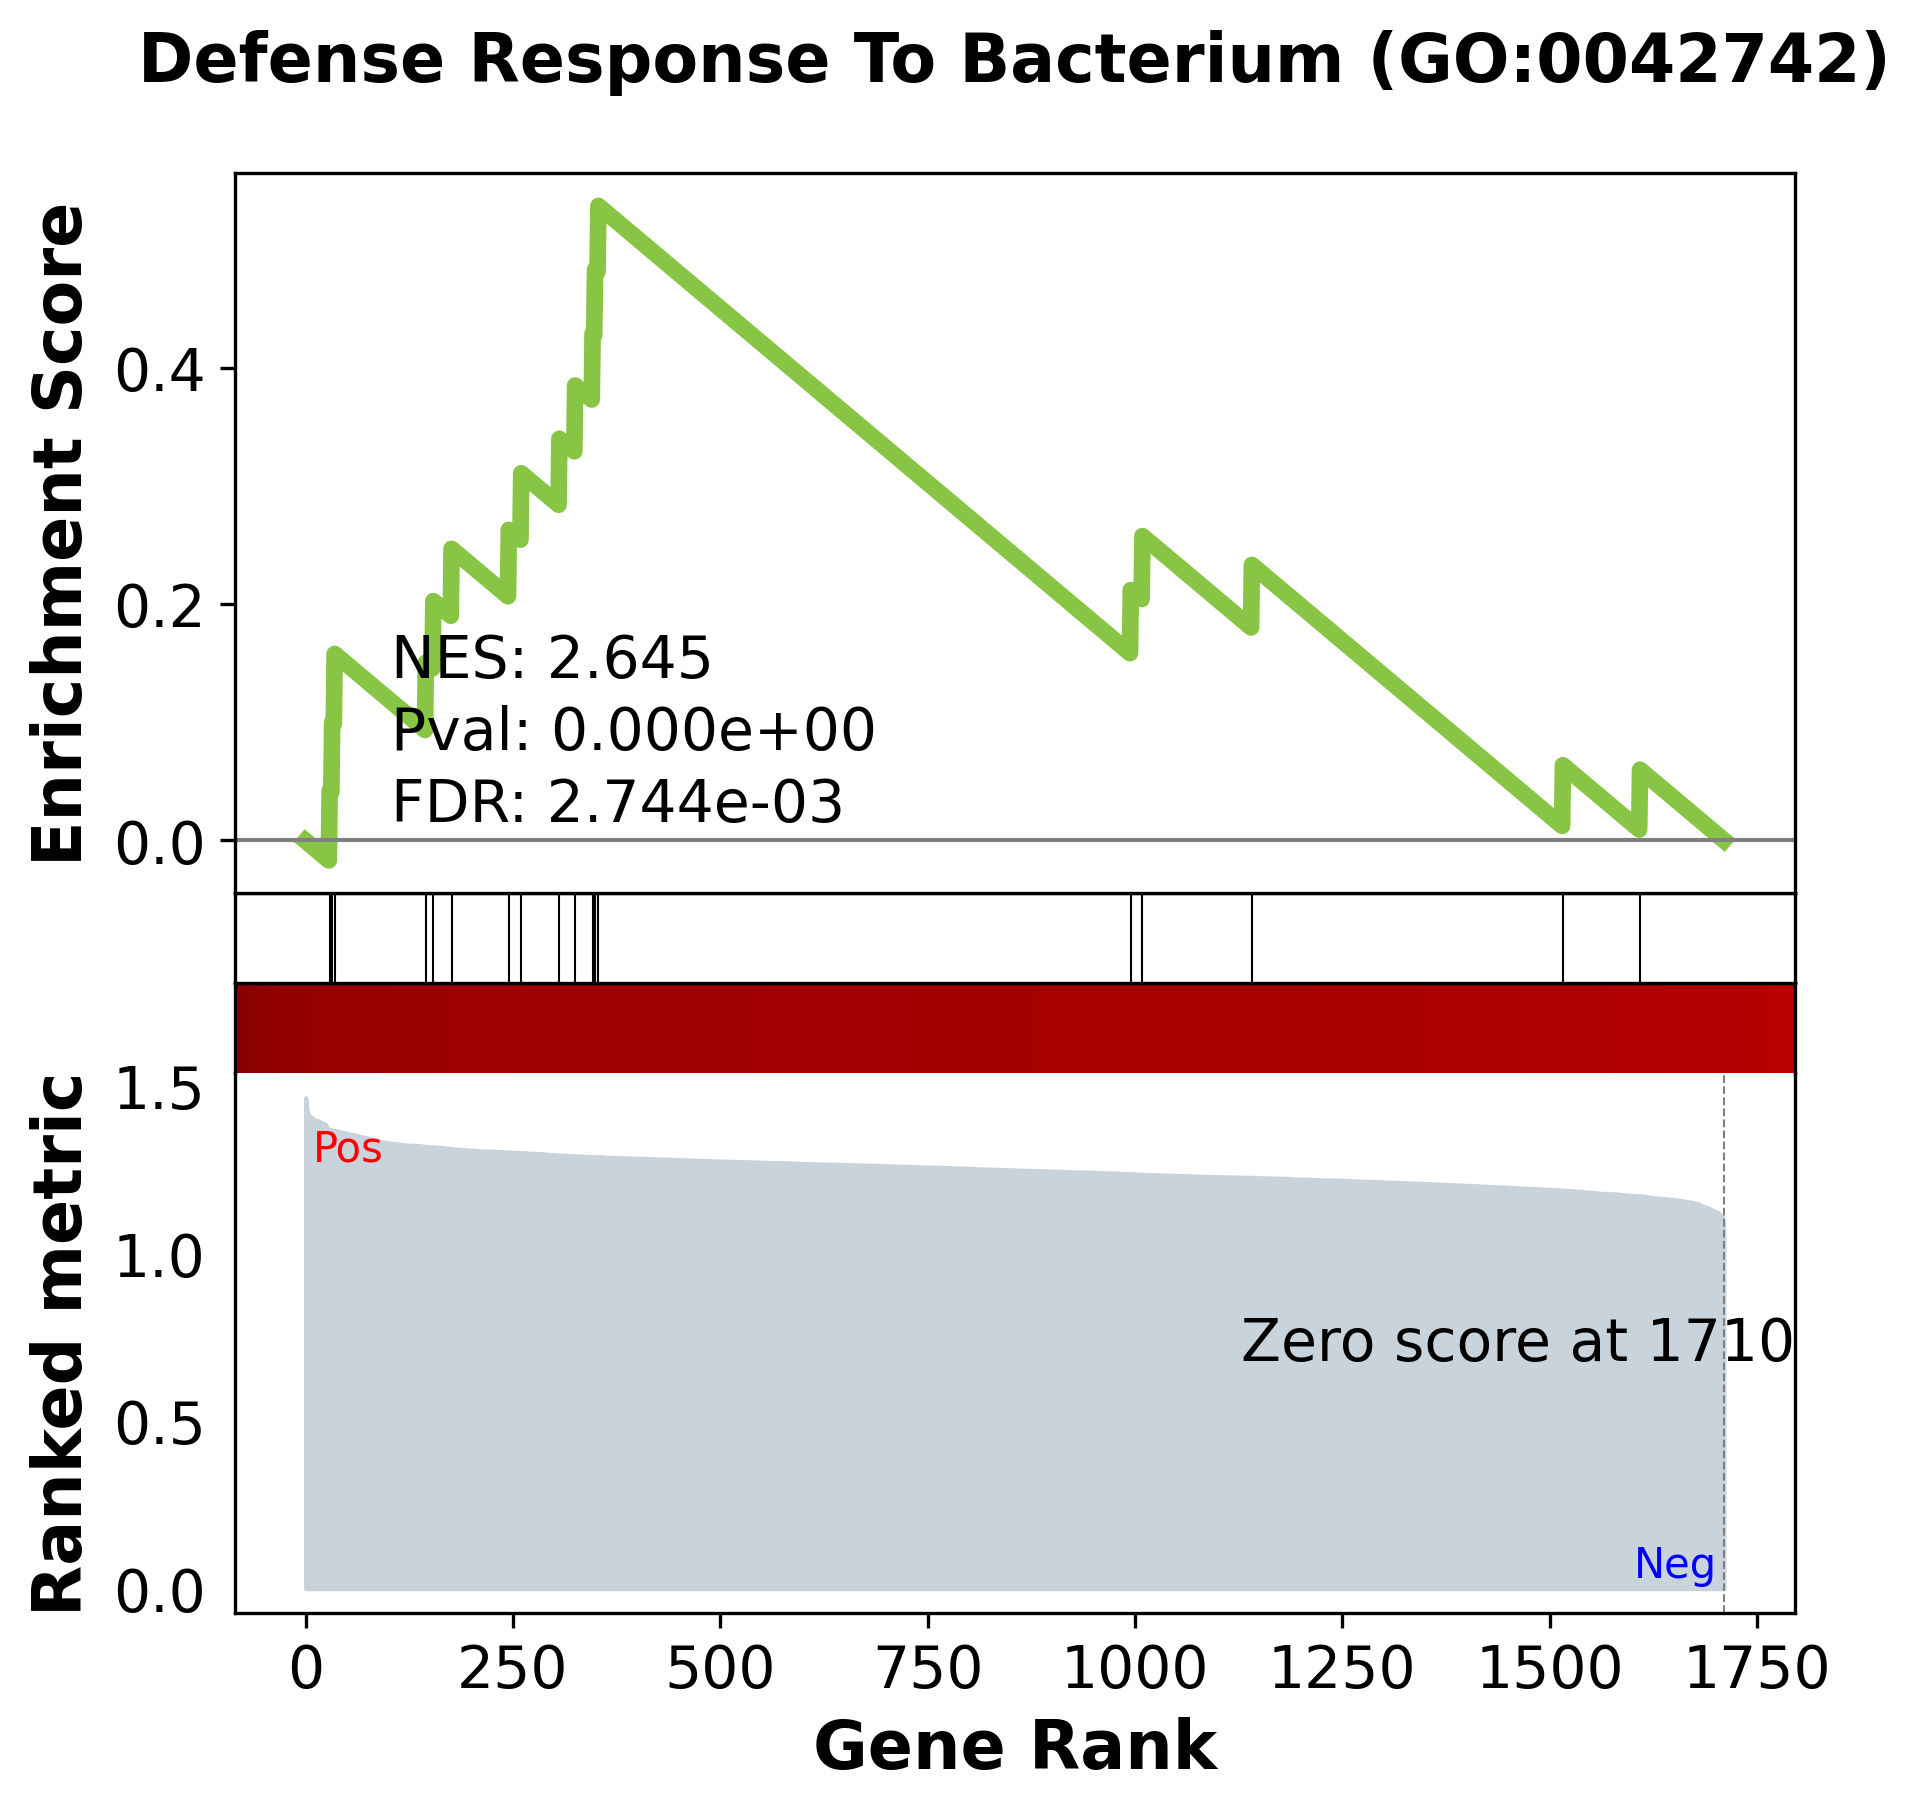 Defense Response To Bacterium (GO:0042742)
Enrichment Score
0.4
0.2
0.0
NES: 2.645
Pval: 0.000e+00
FDR: 2.744e-03
Ranked metric
1.5
1.0
0.5
0.0
Pos
Zero score at 1710
Neg
0 250 500 750 1000 1250 1500 1750
Gene Rank